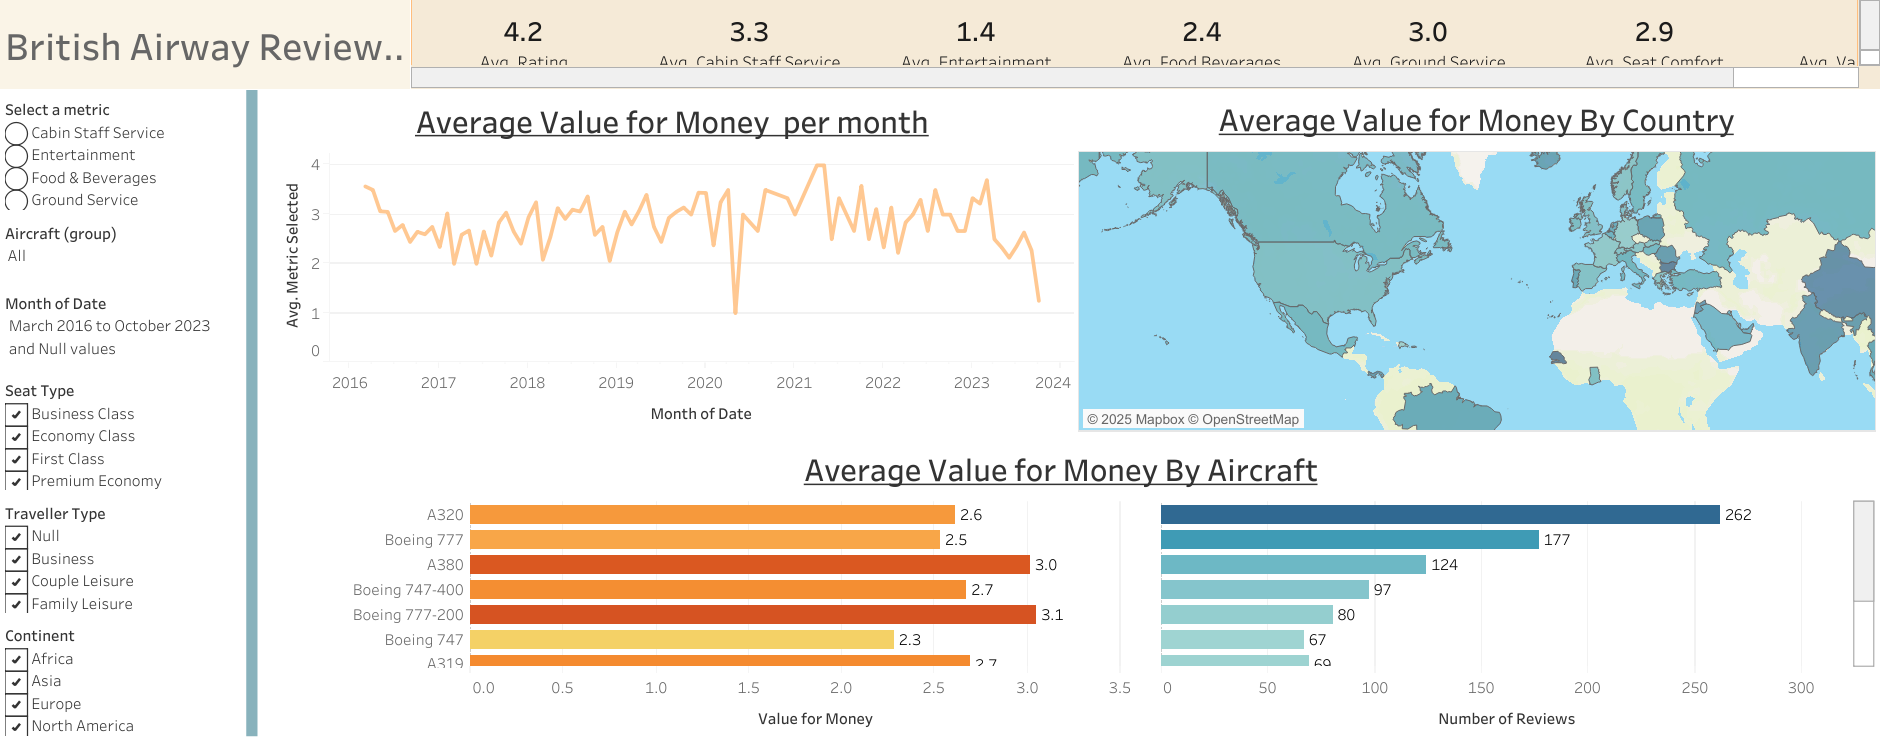 British Airway Review..
4.2
Avg. Rating
3.3
Avg. Cabin Staff Service
1.4
Avg. Entertainment
2.4
Avg. Food Beverages
3.0
Avg. Ground Service
2.9
Avg. Seat Comfort
Avg. Va
Select a metric
Cabin Staff Service
Entertainment
Food & Beverages
Ground Service
Aircraft (group)
All
Month of Date
March 2016 to October 2023
and Null values
Seat Type
Business Class
Economy Class
First Class
Premium Economy
Traveller Type
Null
Business
Couple Leisure
Family Leisure
Continent
Africa
Asia
Europe
North America
Average Value for Money per month
Avg. Metric Selected
4
3
2
1
0
2016 2017 2018 2019 2020 2021 2022 2023 2024
Month of Date
Average Value for Money By Country
© 2025 Mapbox © OpenStreetMap
Average Value for Money By Aircraft
A320 2.6 262
Boeing 777 2.5 177
A380 3.0 124
Boeing 747-400 2.7 97
Boeing 777-200 3.1 80
Boeing 747 2.3 67
A319 2.7 69
0.0 0.5 1.0 1.5 2.0 2.5 3.0 3.5
0 50 100 150 200 250 300
Value for Money
Number of Reviews